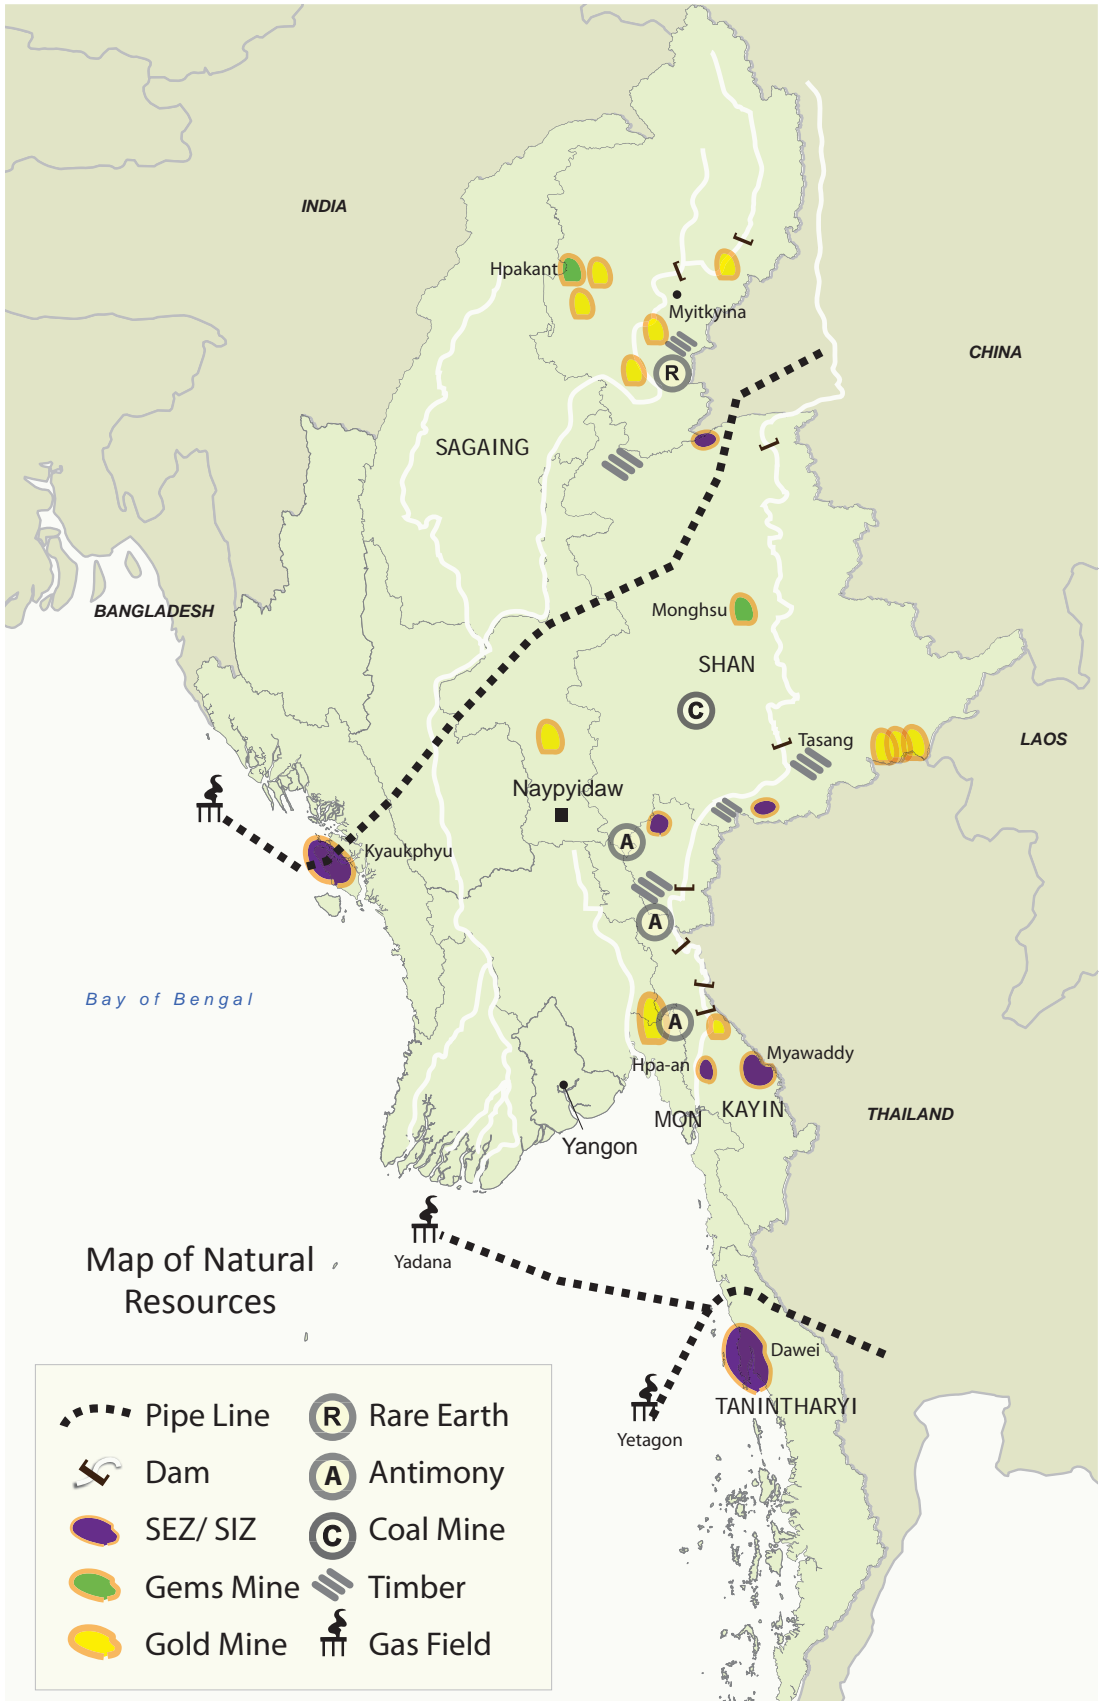 INDIA
Hpakant
Myitkyina
R
CHINA
SAGAING
BANGLADESH
Monghsu
SHAN
C
Tasang
LAOS
Naypyidaw
A
Kyaukphyu
A
Bay of Bengal
A
Hpa-an
Myawaddy
MON
KAYIN
THAILAND
Yangon
Yadana
Map of Natural
Resources
Dawei
TANINTHARYI
Yetagon
Pipe Line
Dam
SEZ/ SIZ
Gems Mine
Gold Mine
R Rare Earth
A Antimony
C Coal Mine
Timber
Gas Field